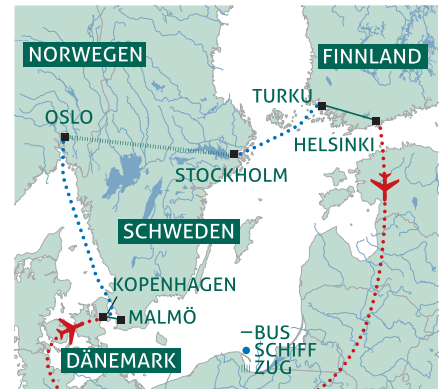 NORWEGEN
FINNLAND
TURKU
OSLO
HELSINKI
STOCKHOLM
SCHWEDEN
KOPENHAGEN
MALMÖ
BUS
SCHIFF
ZUG
DÄNEMARK